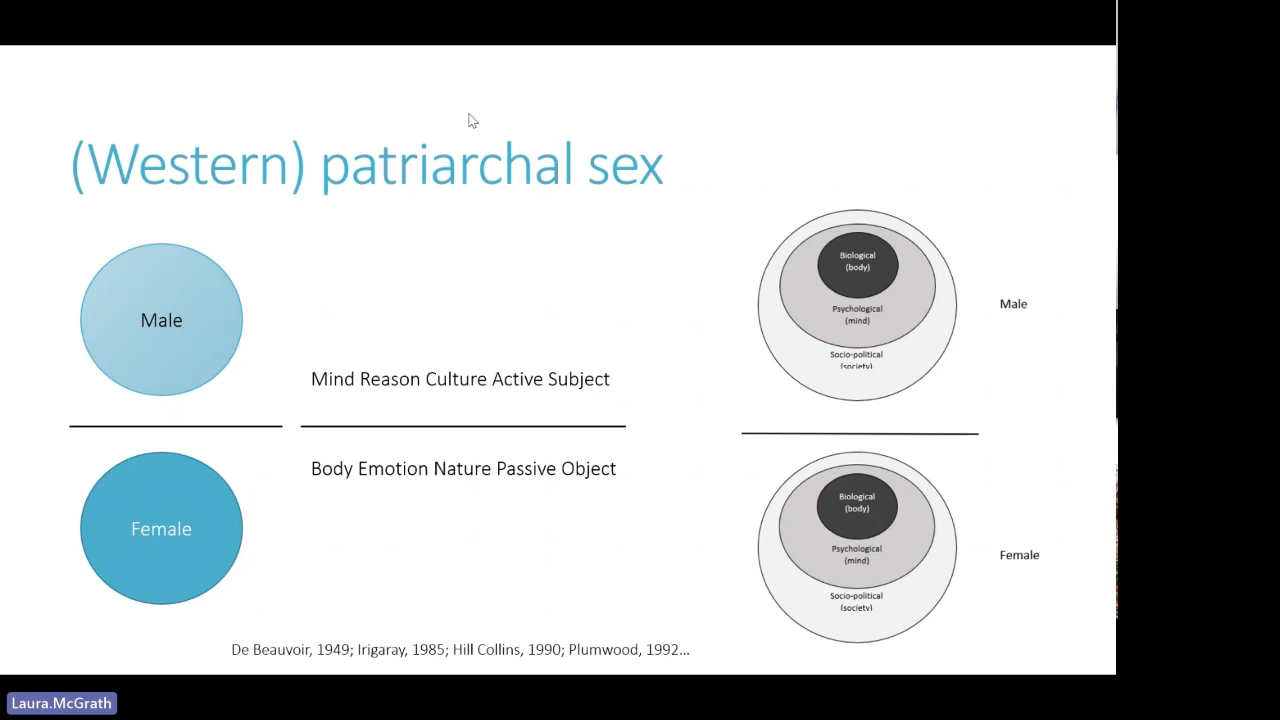 (Western) patriarchal sex
Male
Mind Reason Culture Active Subject
Female
Body Emotion Nature Passive Object
Biological
(body)
Psychological
(mind)
Socio-political
(society)
Male
Biological
(body)
Psychological
(mind)
Socio-political
(society)
Female
De Beauvoir, 1949; Irigaray, 1985; Hill Collins, 1990; Plumwood, 1992...
Laura.McGrath